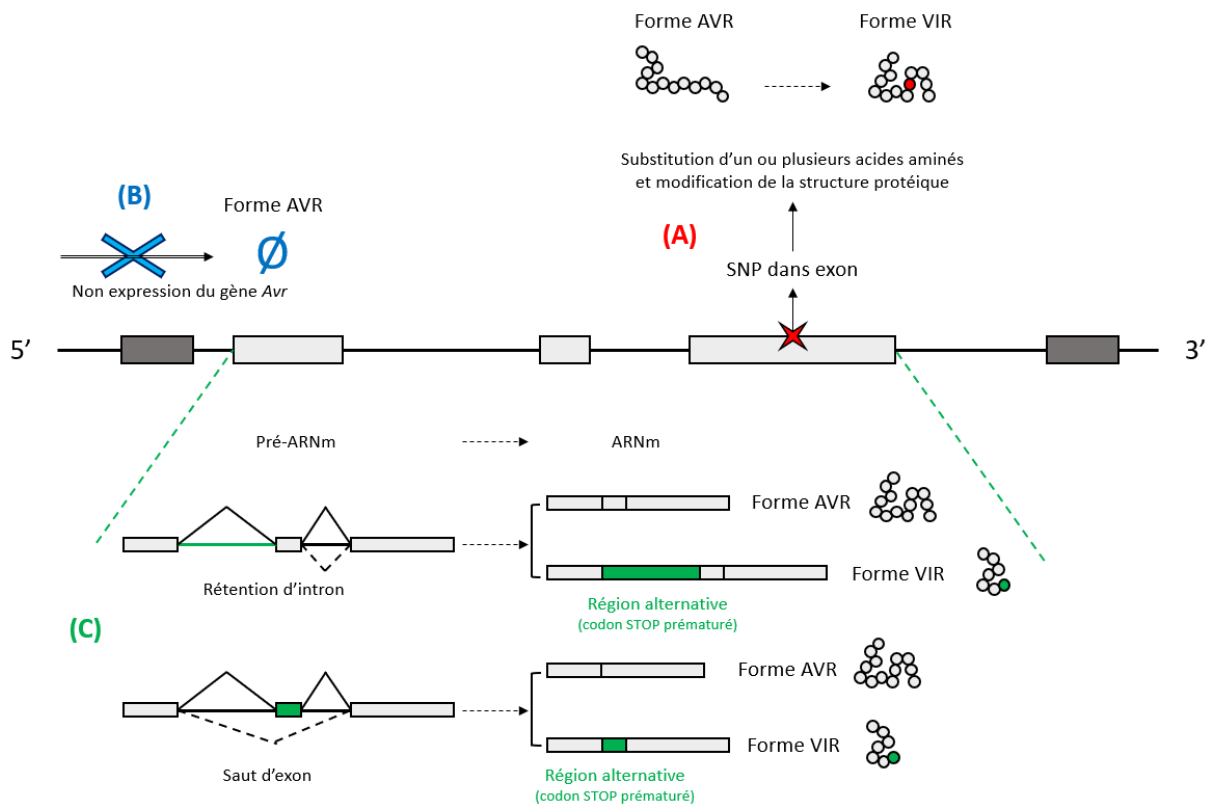 Forme AVR
Forme VIR
Substitution d'un ou plusieurs acides aminés
et modification de la structure protéique
(B)
Forme AVR
Ø
(A)
Non expression du gène Avr
SNP dans exon
5'
3'
Pré-ARNm
ARNm
Forme AVR
Rétention d'intron
Forme VIR
Région alternative
(codon STOP prématuré)
(C)
Forme AVR
Forme VIR
Saut d'exon
Région alternative
(codon STOP prématuré)